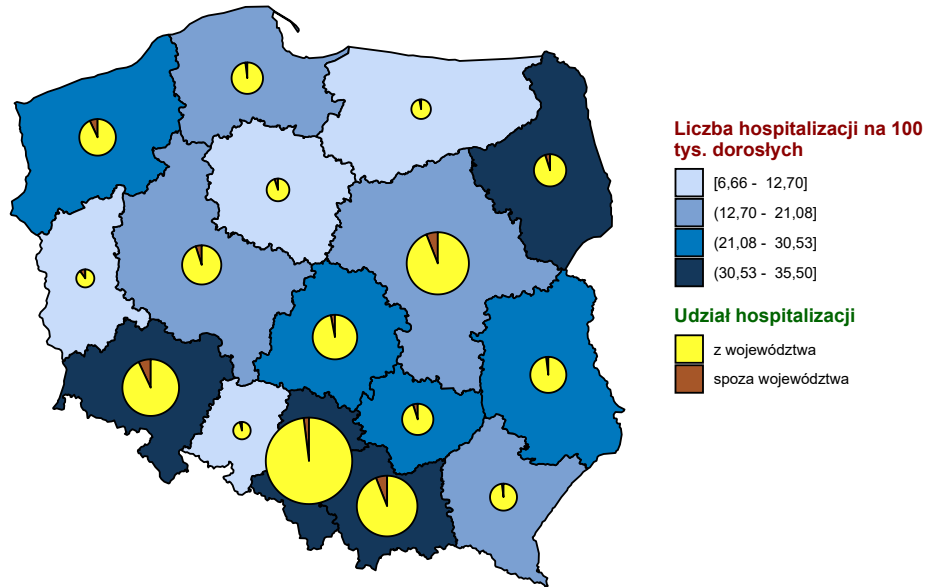 Liczba hospitalizacji na 100
tys. dorosłych
[6,66 - 12,70]
(12,70 - 21,08]
(21,08 - 30,53]
(30,53 - 35,50]
Udział hospitalizacji
z województwa
spoza województwa